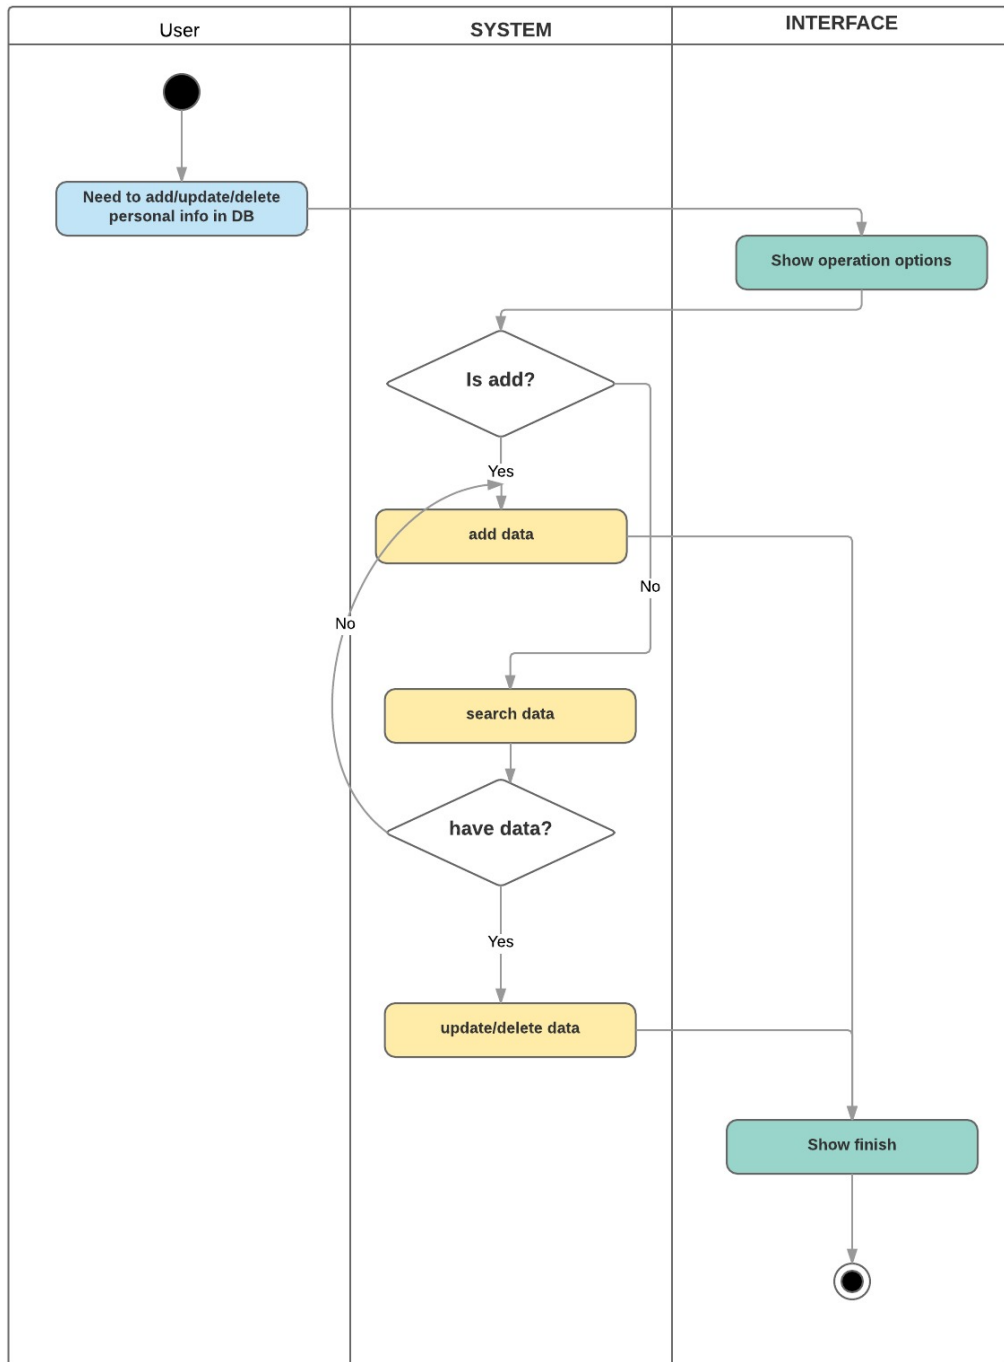 User
SYSTEM
INTERFACE
Need to add/update/delete
personal info in DB
Show operation options
Is add?
Yes
add data
No
No
search data
have data?
Yes
update/delete data
Show finish